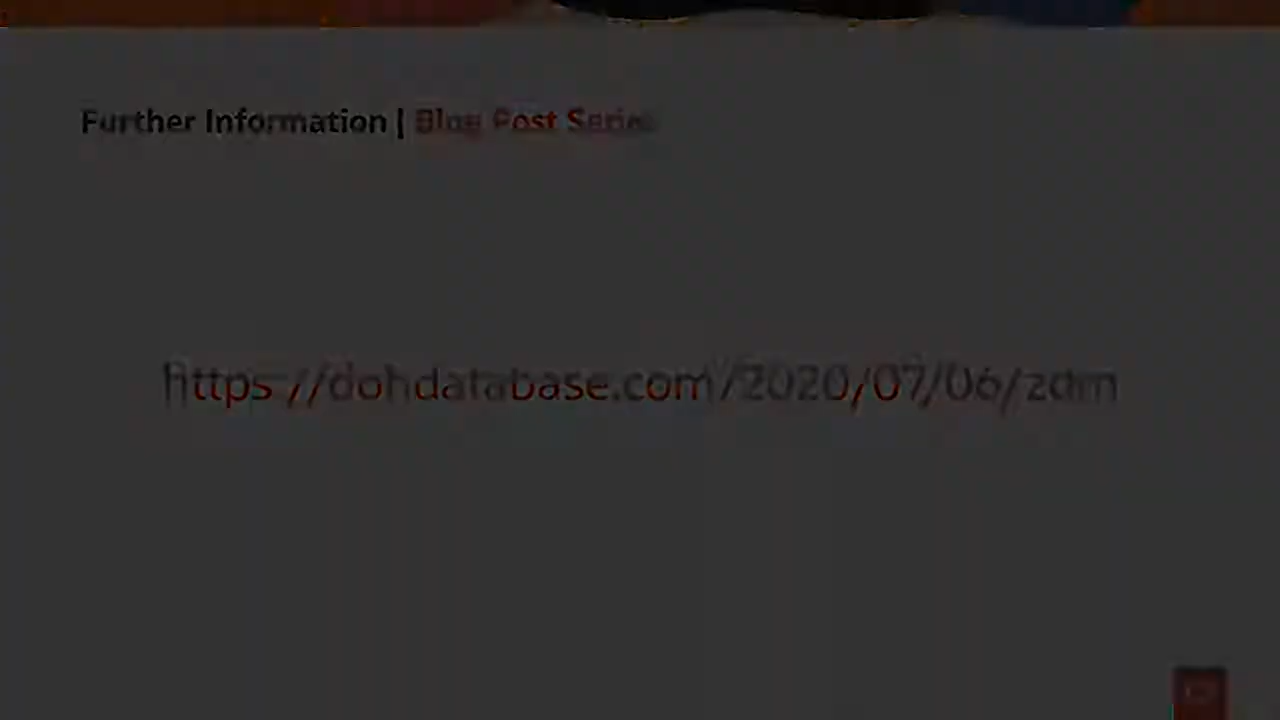 Further Information | Blog Post Series
https://dohdatabase.com/2020/07/06/zdm